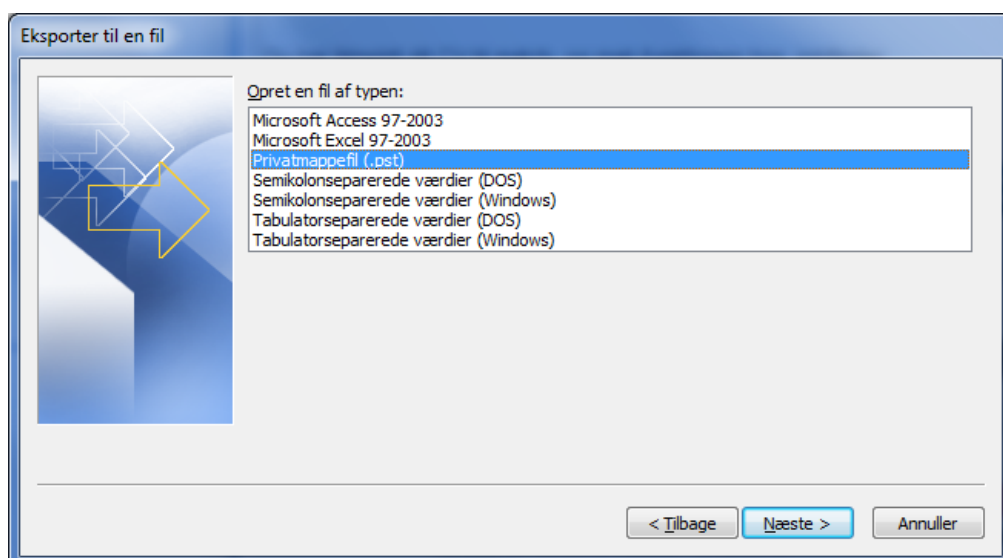 Eksporter til en fil
Opret en fil af typen:
Microsoft Access 97-2003
Microsoft Excel 97-2003
Privatmappefil (.pst)
Semikolonseparerede værdier (DOS)
Semikolonseparerede værdier (Windows)
Tabulatorseparerede værdier (DOS)
Tabulatorseparerede værdier (Windows)
< Tilbage
Næste >
Annuller